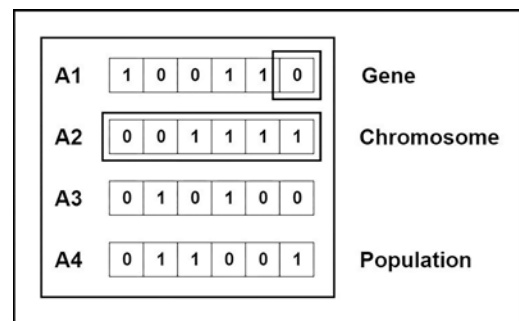 A1 1 0 0 1 1 0 Gene
A2 0 0 1 1 1 1 Chromosome
A3 0 1 0 1 0 0
A4 0 1 1 0 0 1 Population